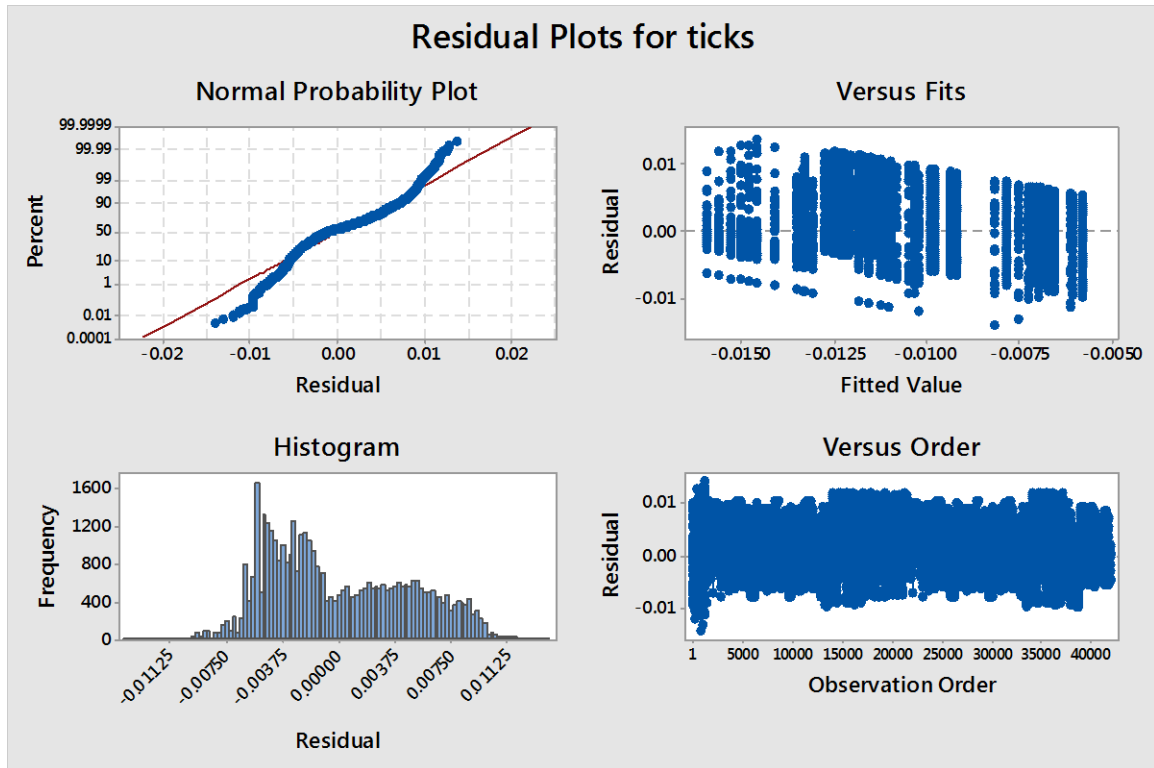 Residual Plots for ticks
Normal Probability Plot
99.9999
99.99
99
90
50
10
1
0.01
0.0001
Percent
-0.02 -0.01 0.00 0.01 0.02
Residual
Versus Fits
0.01
0.00
-0.01
Residual
-0.0150 -0.0125 -0.0100 -0.0075 -0.0050
Fitted Value
Histogram
1600
1200
800
400
0
Frequency
-0.01125 -0.00750 -0.00375 0.00000 0.00375 0.00750 0.01125
Residual
Versus Order
0.01
0.00
-0.01
Residual
1 5000 10000 15000 20000 25000 30000 35000 40000
Observation Order